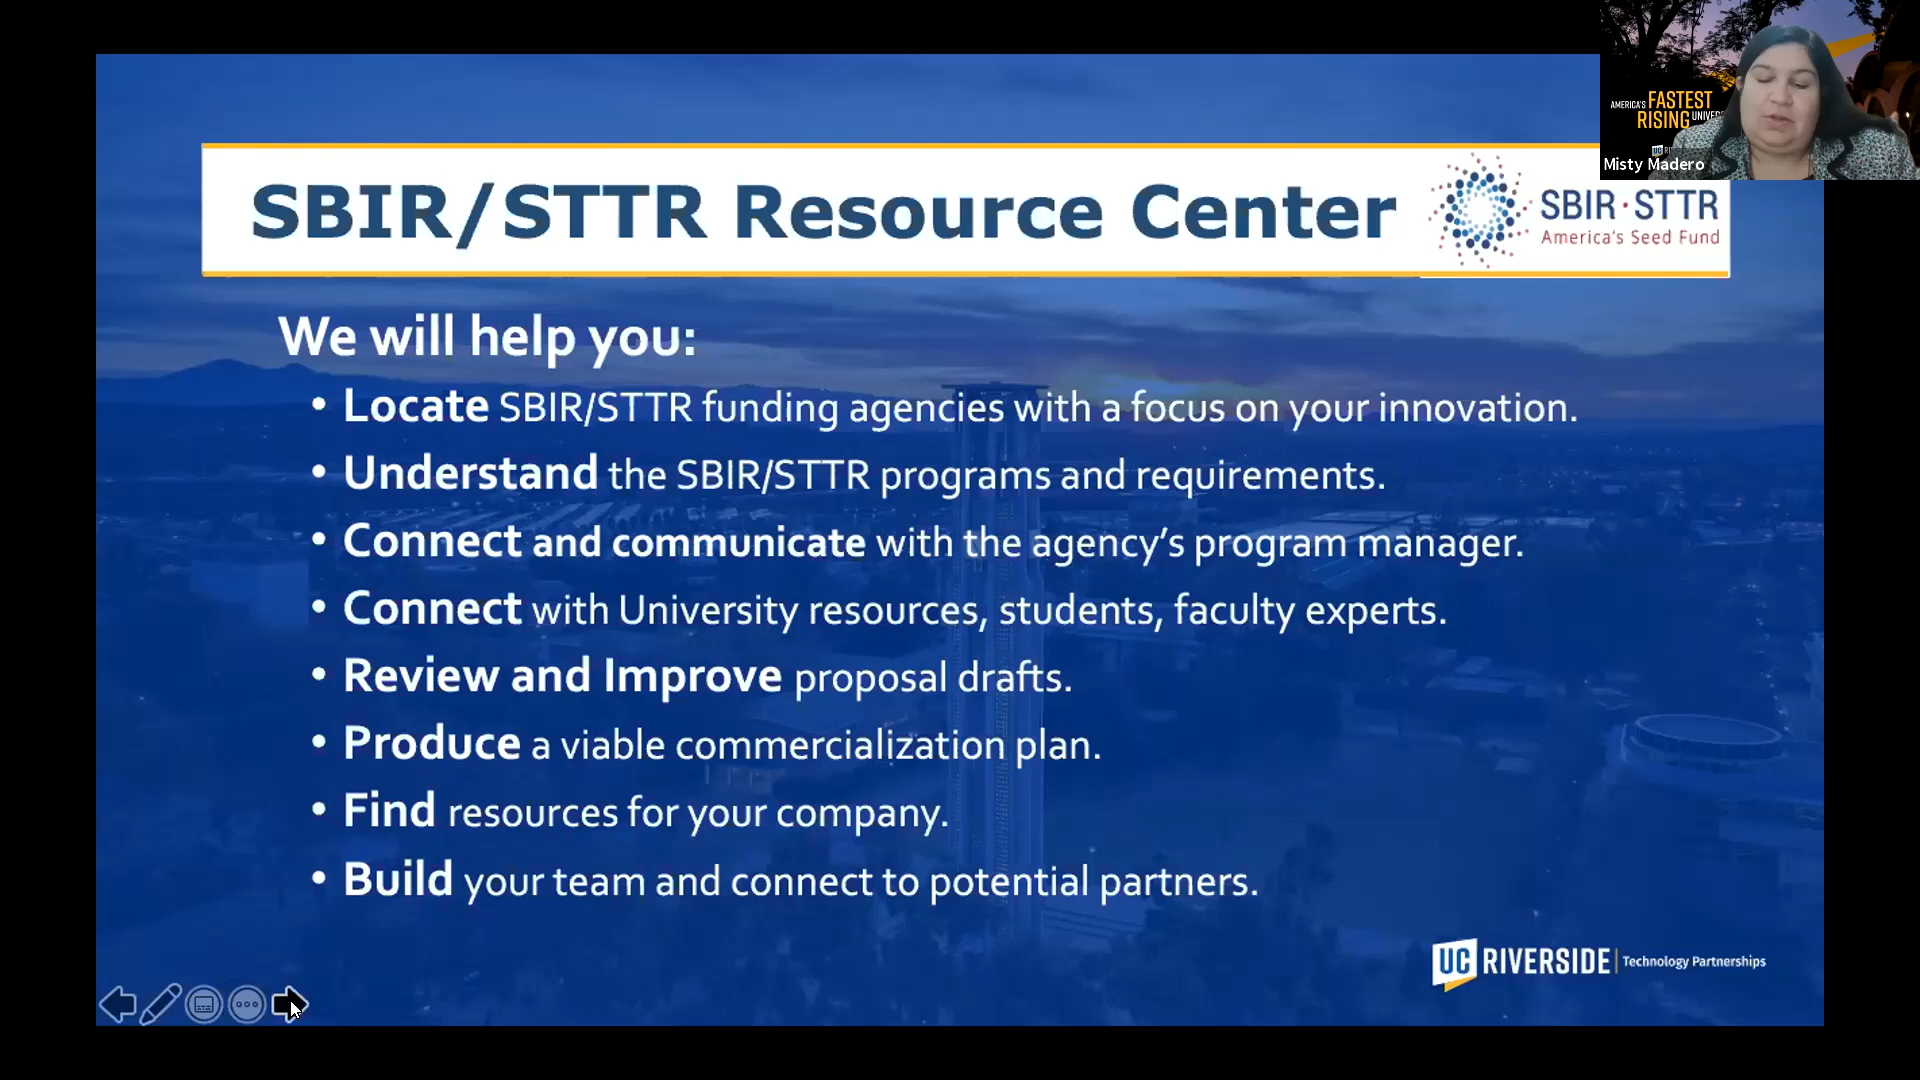 AMERICA'S FASTEST
RISING
UC
Misty Madero
SBIR/STTR Resource Center
SBIR·STTR
America's Seed Fund
We will help you:
• Locate SBIR/STTR funding agencies with a focus on your innovation.
• Understand the SBIR/STTR programs and requirements.
• Connect and communicate with the agency’s program manager.
• Connect with University resources, students, faculty experts.
• Review and Improve proposal drafts.
• Produce a viable commercialization plan.
• Find resources for your company.
• Build your team and connect to potential partners.
UC RIVERSIDE | Technology Partnerships